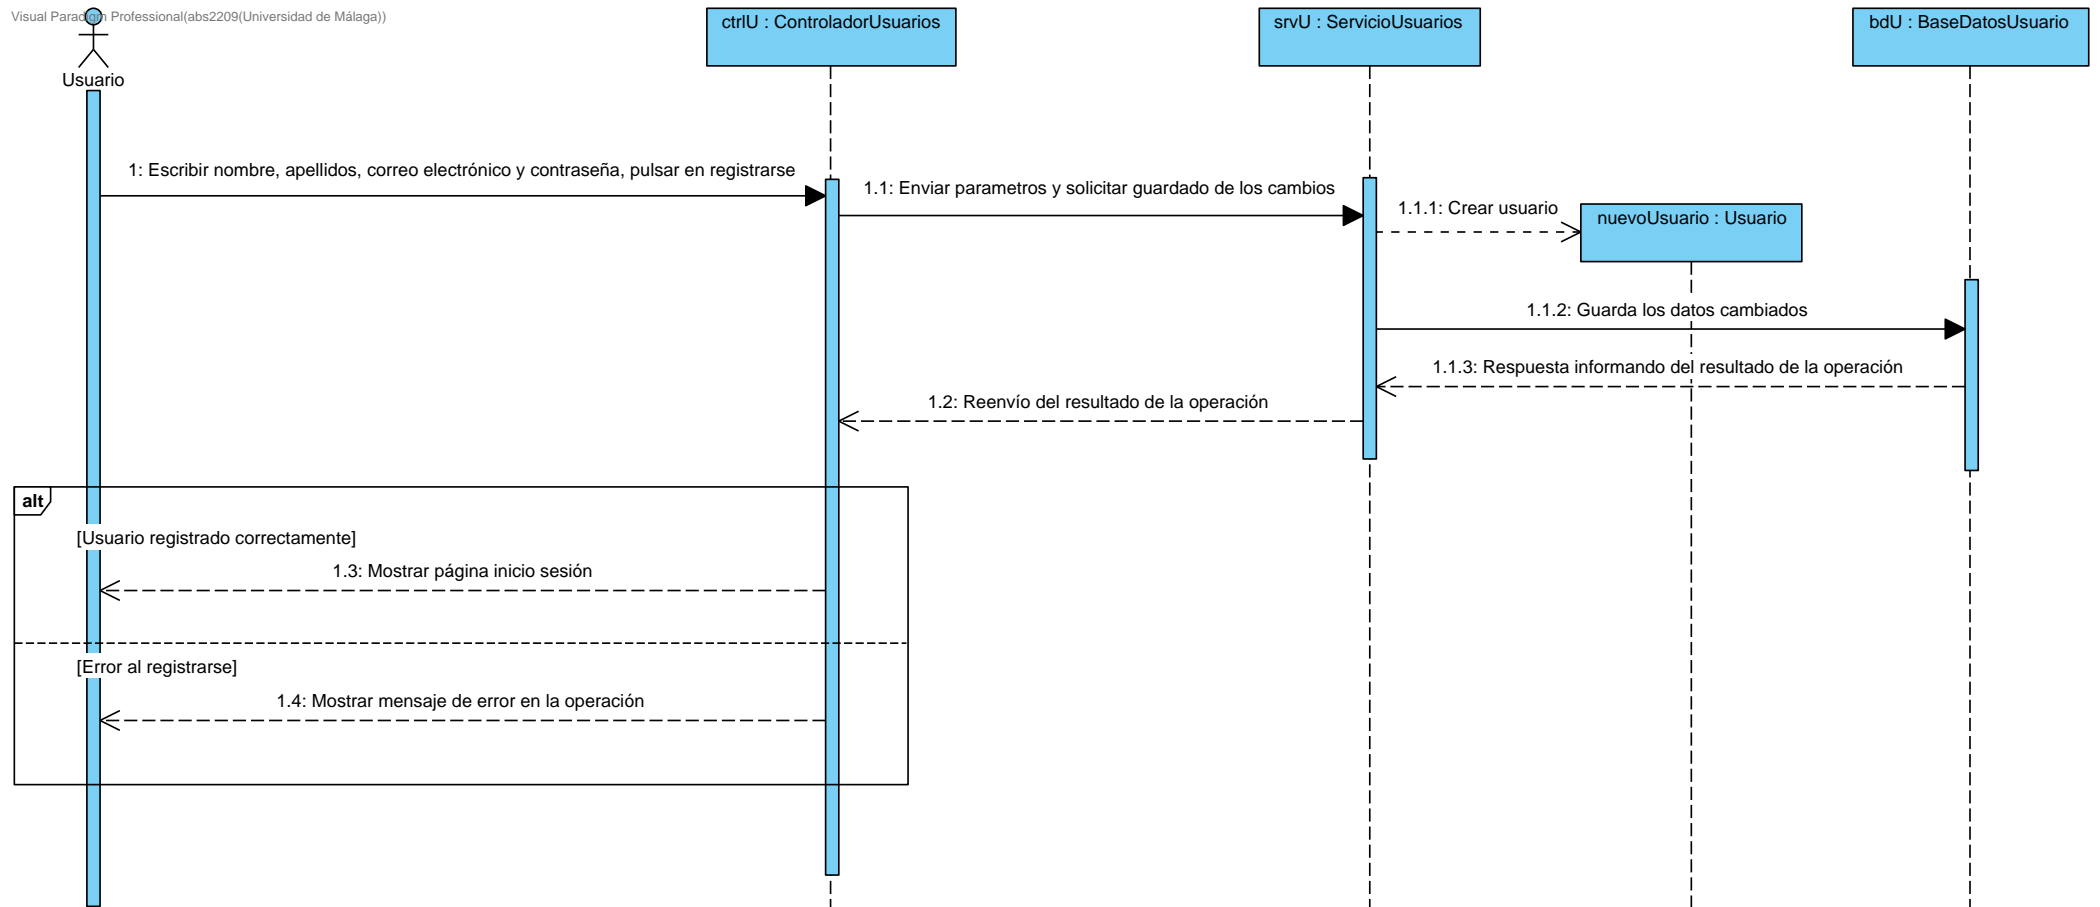 Visual Paradigm Professional(abs2209(Universidad de Málaga))
Usuario
ctrlU : ControladorUsuarios
srvU : ServicioUsuarios
bdU : BaseDatosUsuario
1: Escribir nombre, apellidos, correo electrónico y contraseña, pulsar en registrarse
1.1: Enviar parametros y solicitar guardado de los cambios
1.1.1: Crear usuario
nuevoUsuario : Usuario
1.1.2: Guarda los datos cambiados
1.1.3: Respuesta informando del resultado de la operación
1.2: Reenvío del resultado de la operación
alt
[Usuario registrado correctamente]
1.3: Mostrar página inicio sesión
[Error al registrarse]
1.4: Mostrar mensaje de error en la operación